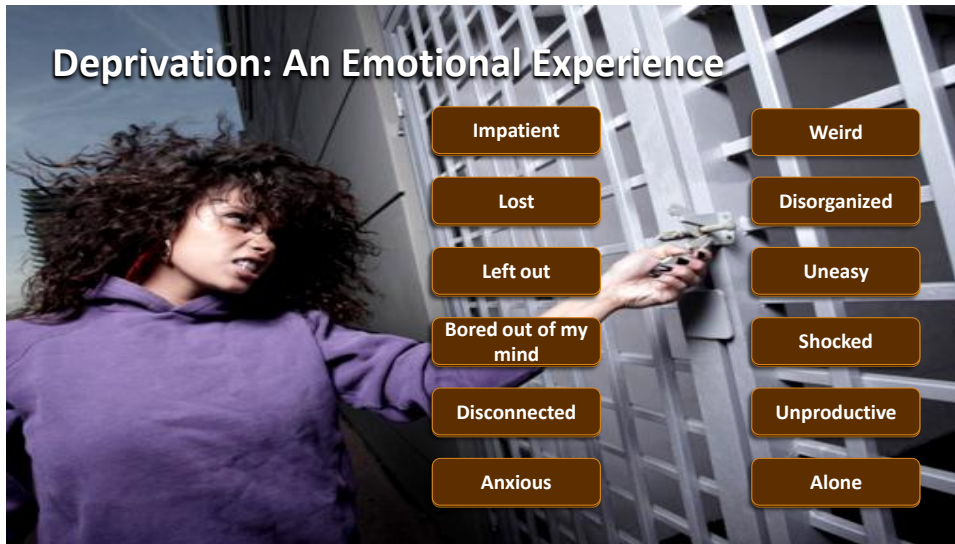 Deprivation: An Emotional Experience
Impatient
Lost
Left out
Bored out of my
mind
Disconnected
Anxious
Weird
Disorganized
Uneasy
Shocked
Unproductive
Alone